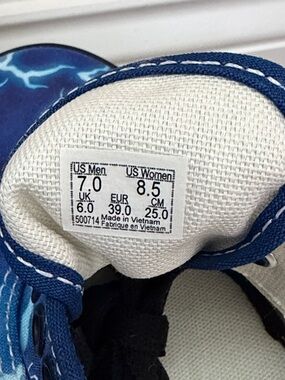 US Men US Women
7.0 8.5
UK EUR CM
6.0 39.0 25.0
500714 Made in Vietnam
Fabriqué en Vietnam